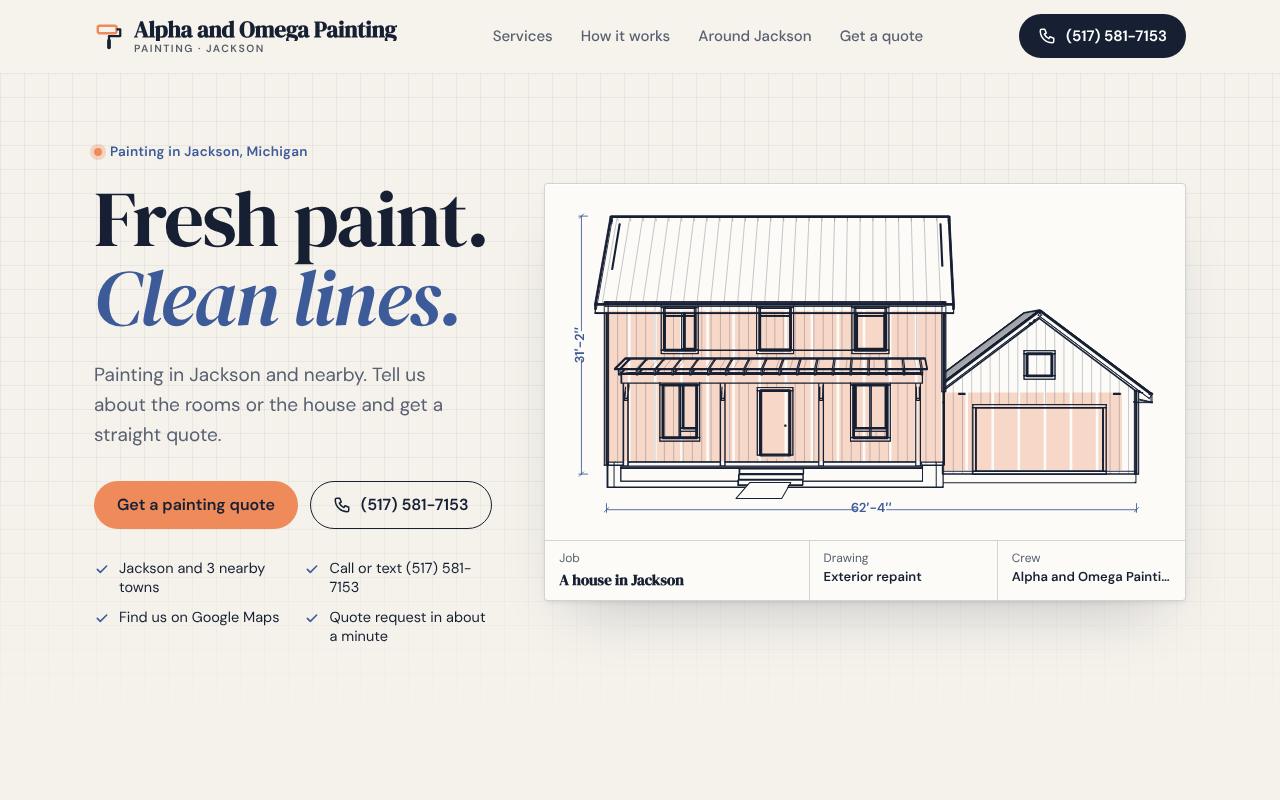 Alpha and Omega Painting
PAINTING · JACKSON
Services
How it works
Around Jackson
Get a quote
(517) 581-7153
Painting in Jackson, Michigan
Fresh paint.
Clean lines.
Painting in Jackson and nearby. Tell us
about the rooms or the house and get a
straight quote.
Get a painting quote
(517) 581-7153
Jackson and 3 nearby
towns
Call or text (517) 581-
7153
Find us on Google Maps
Quote request in about
a minute
31′-2″
62′-4″
Job
A house in Jackson
Drawing
Exterior repaint
Crew
Alpha and Omega Painti...